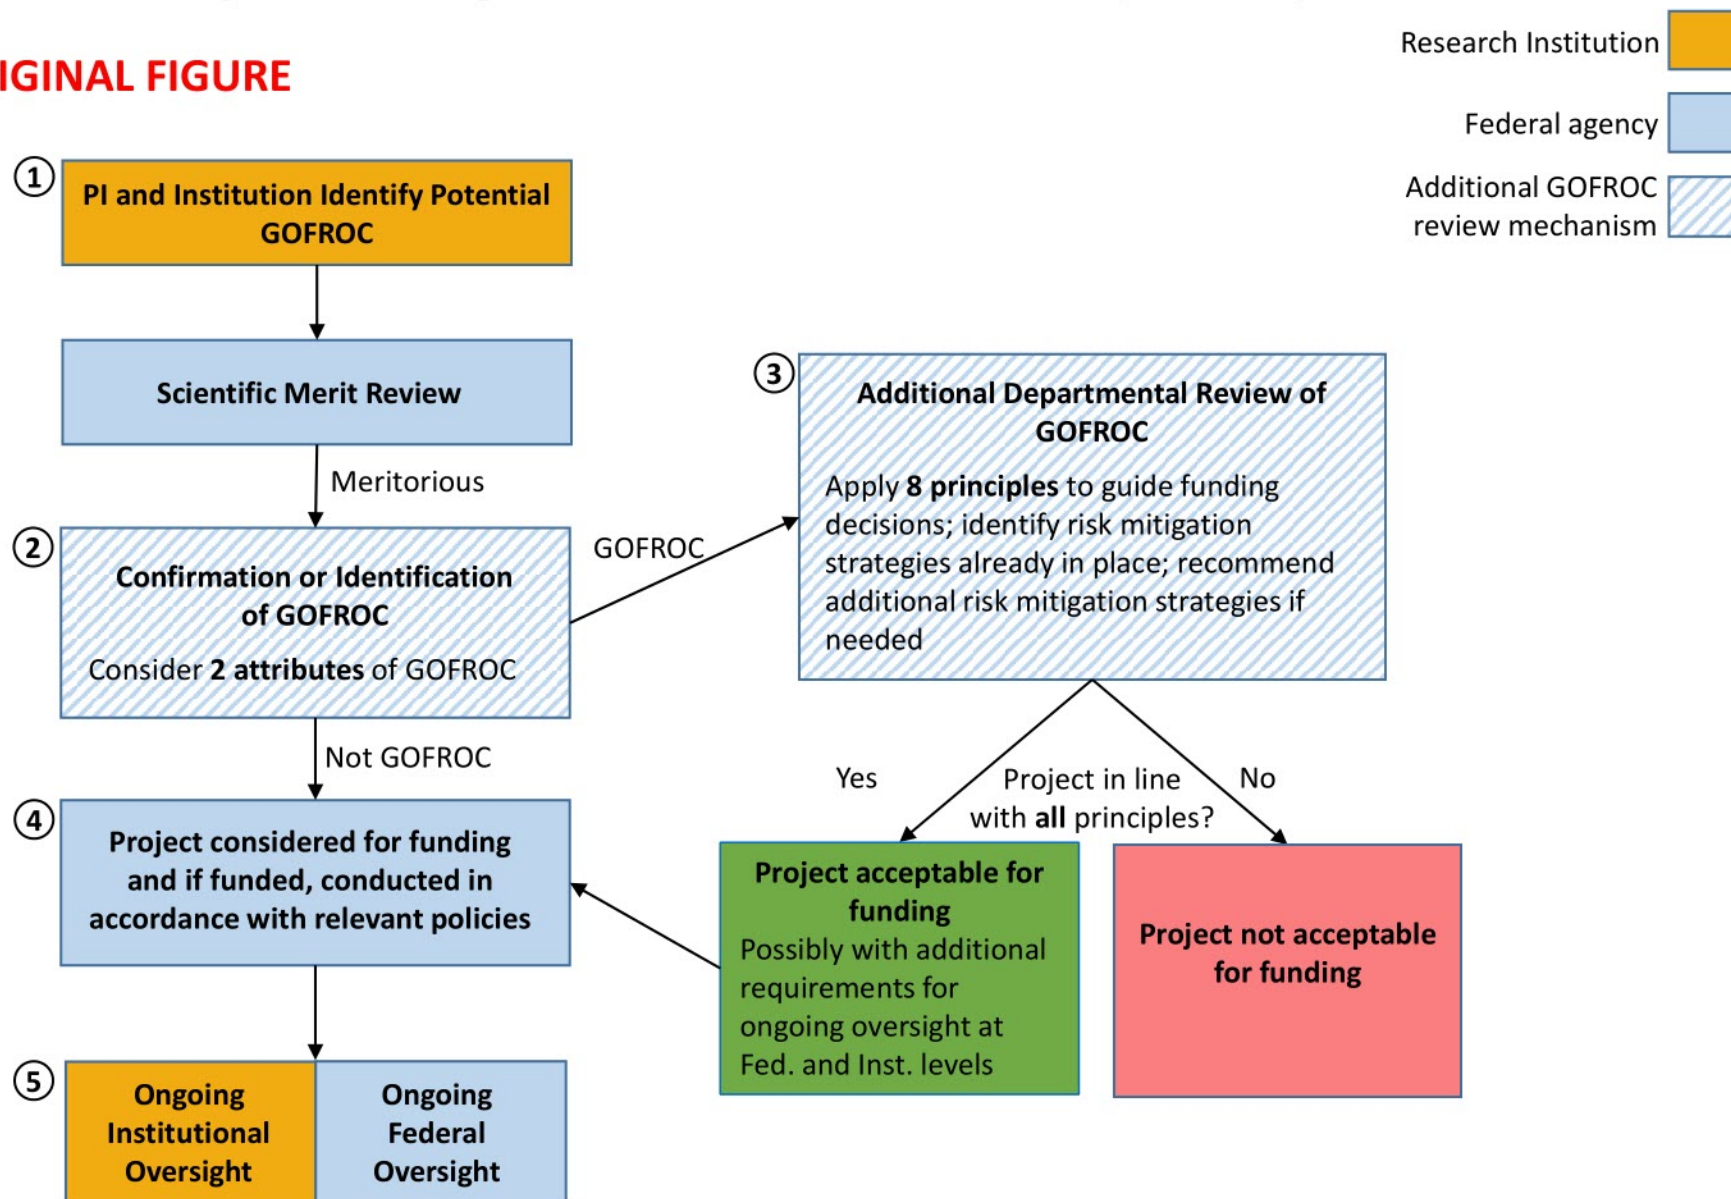 IGINAL FIGURE
Research Institution
Federal agency
Additional GOFROC
review mechanism
1
PI and Institution Identify Potential
GOFROC
Scientific Merit Review
Meritorious
2
Confirmation or Identification
of GOFROC
Consider 2 attributes of GOFROC
GOFROC
3
Additional Departmental Review of
GOFROC
Apply 8 principles to guide funding
decisions; identify risk mitigation
strategies already in place; recommend
additional risk mitigation strategies if
needed
Not GOFROC
Yes
Project in line
with all principles?
No
4
Project considered for funding
and if funded, conducted in
accordance with relevant policies
Project acceptable for
funding
Possibly with additional
requirements for
ongoing oversight at
Fed. and Inst. levels
Project not acceptable
for funding
5
Ongoing
Institutional
Oversight
Ongoing
Federal
Oversight